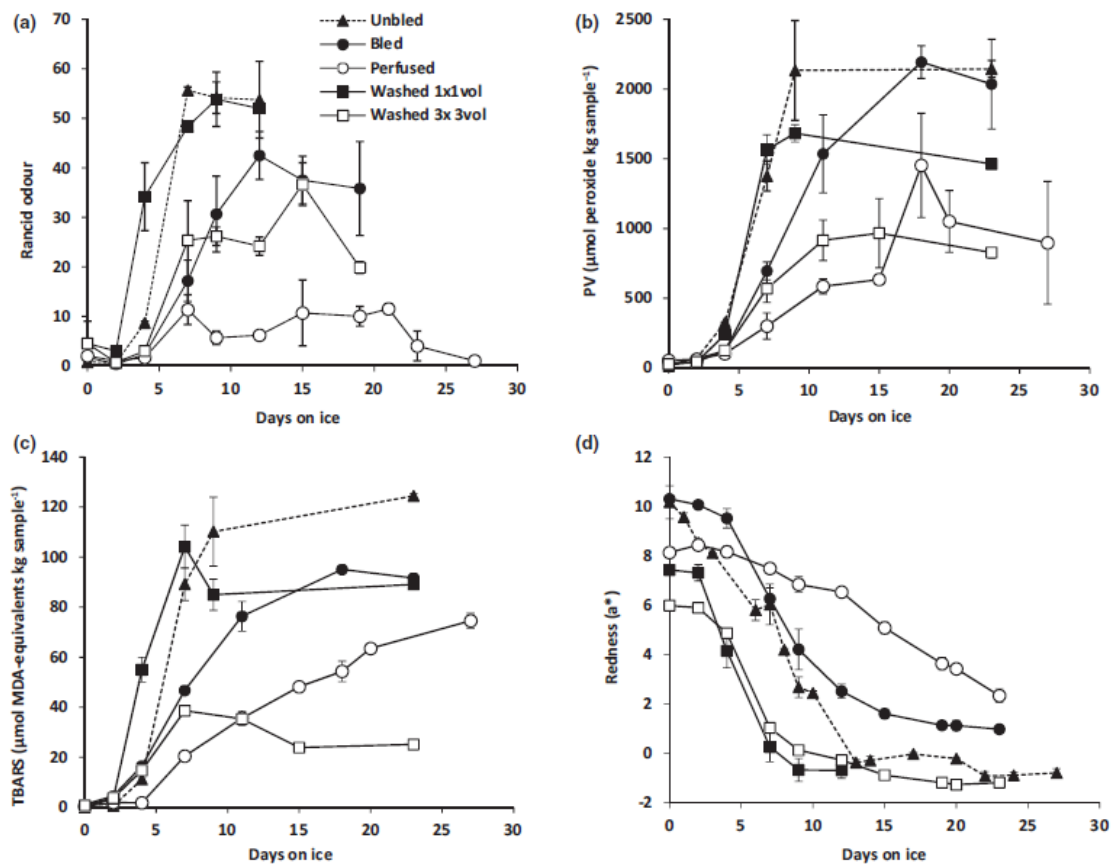 (a)
70
60
50
40
30
20
10
0
Rancid odour
Unbled
Bled
Perfused
Washed 1x1vol
Washed 3x 3vol
0 5 10 15 20 25 30
Days on ice
(b)
2500
2000
1500
1000
500
0
PV (µmol peroxide kg sample⁻¹)
0 5 10 15 20 25 30
Days on ice
(c)
140
120
100
80
60
40
20
0
TBARS (µmol MDA-equivalents kg sample⁻¹)
0 5 10 15 20 25 30
Days on ice
(d)
12
10
8
6
4
2
0
-2
Redness (a*)
0 5 10 15 20 25 30
Days on ice